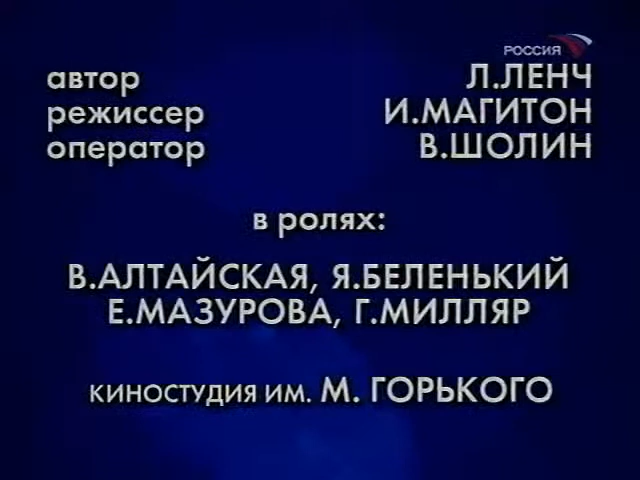 РОССИЯ
автор Л.ЛЕНЧ
режиссер И.МАГИТОН
оператор В.ШОЛИН
в ролях:
В.АЛТАЙСКАЯ, Я.БЕЛЕНЬКИЙ
Е.МАЗУРОВА, Г.МИЛЛЯР
КИНОСТУДИЯ ИМ. М. ГОРЬКОГО